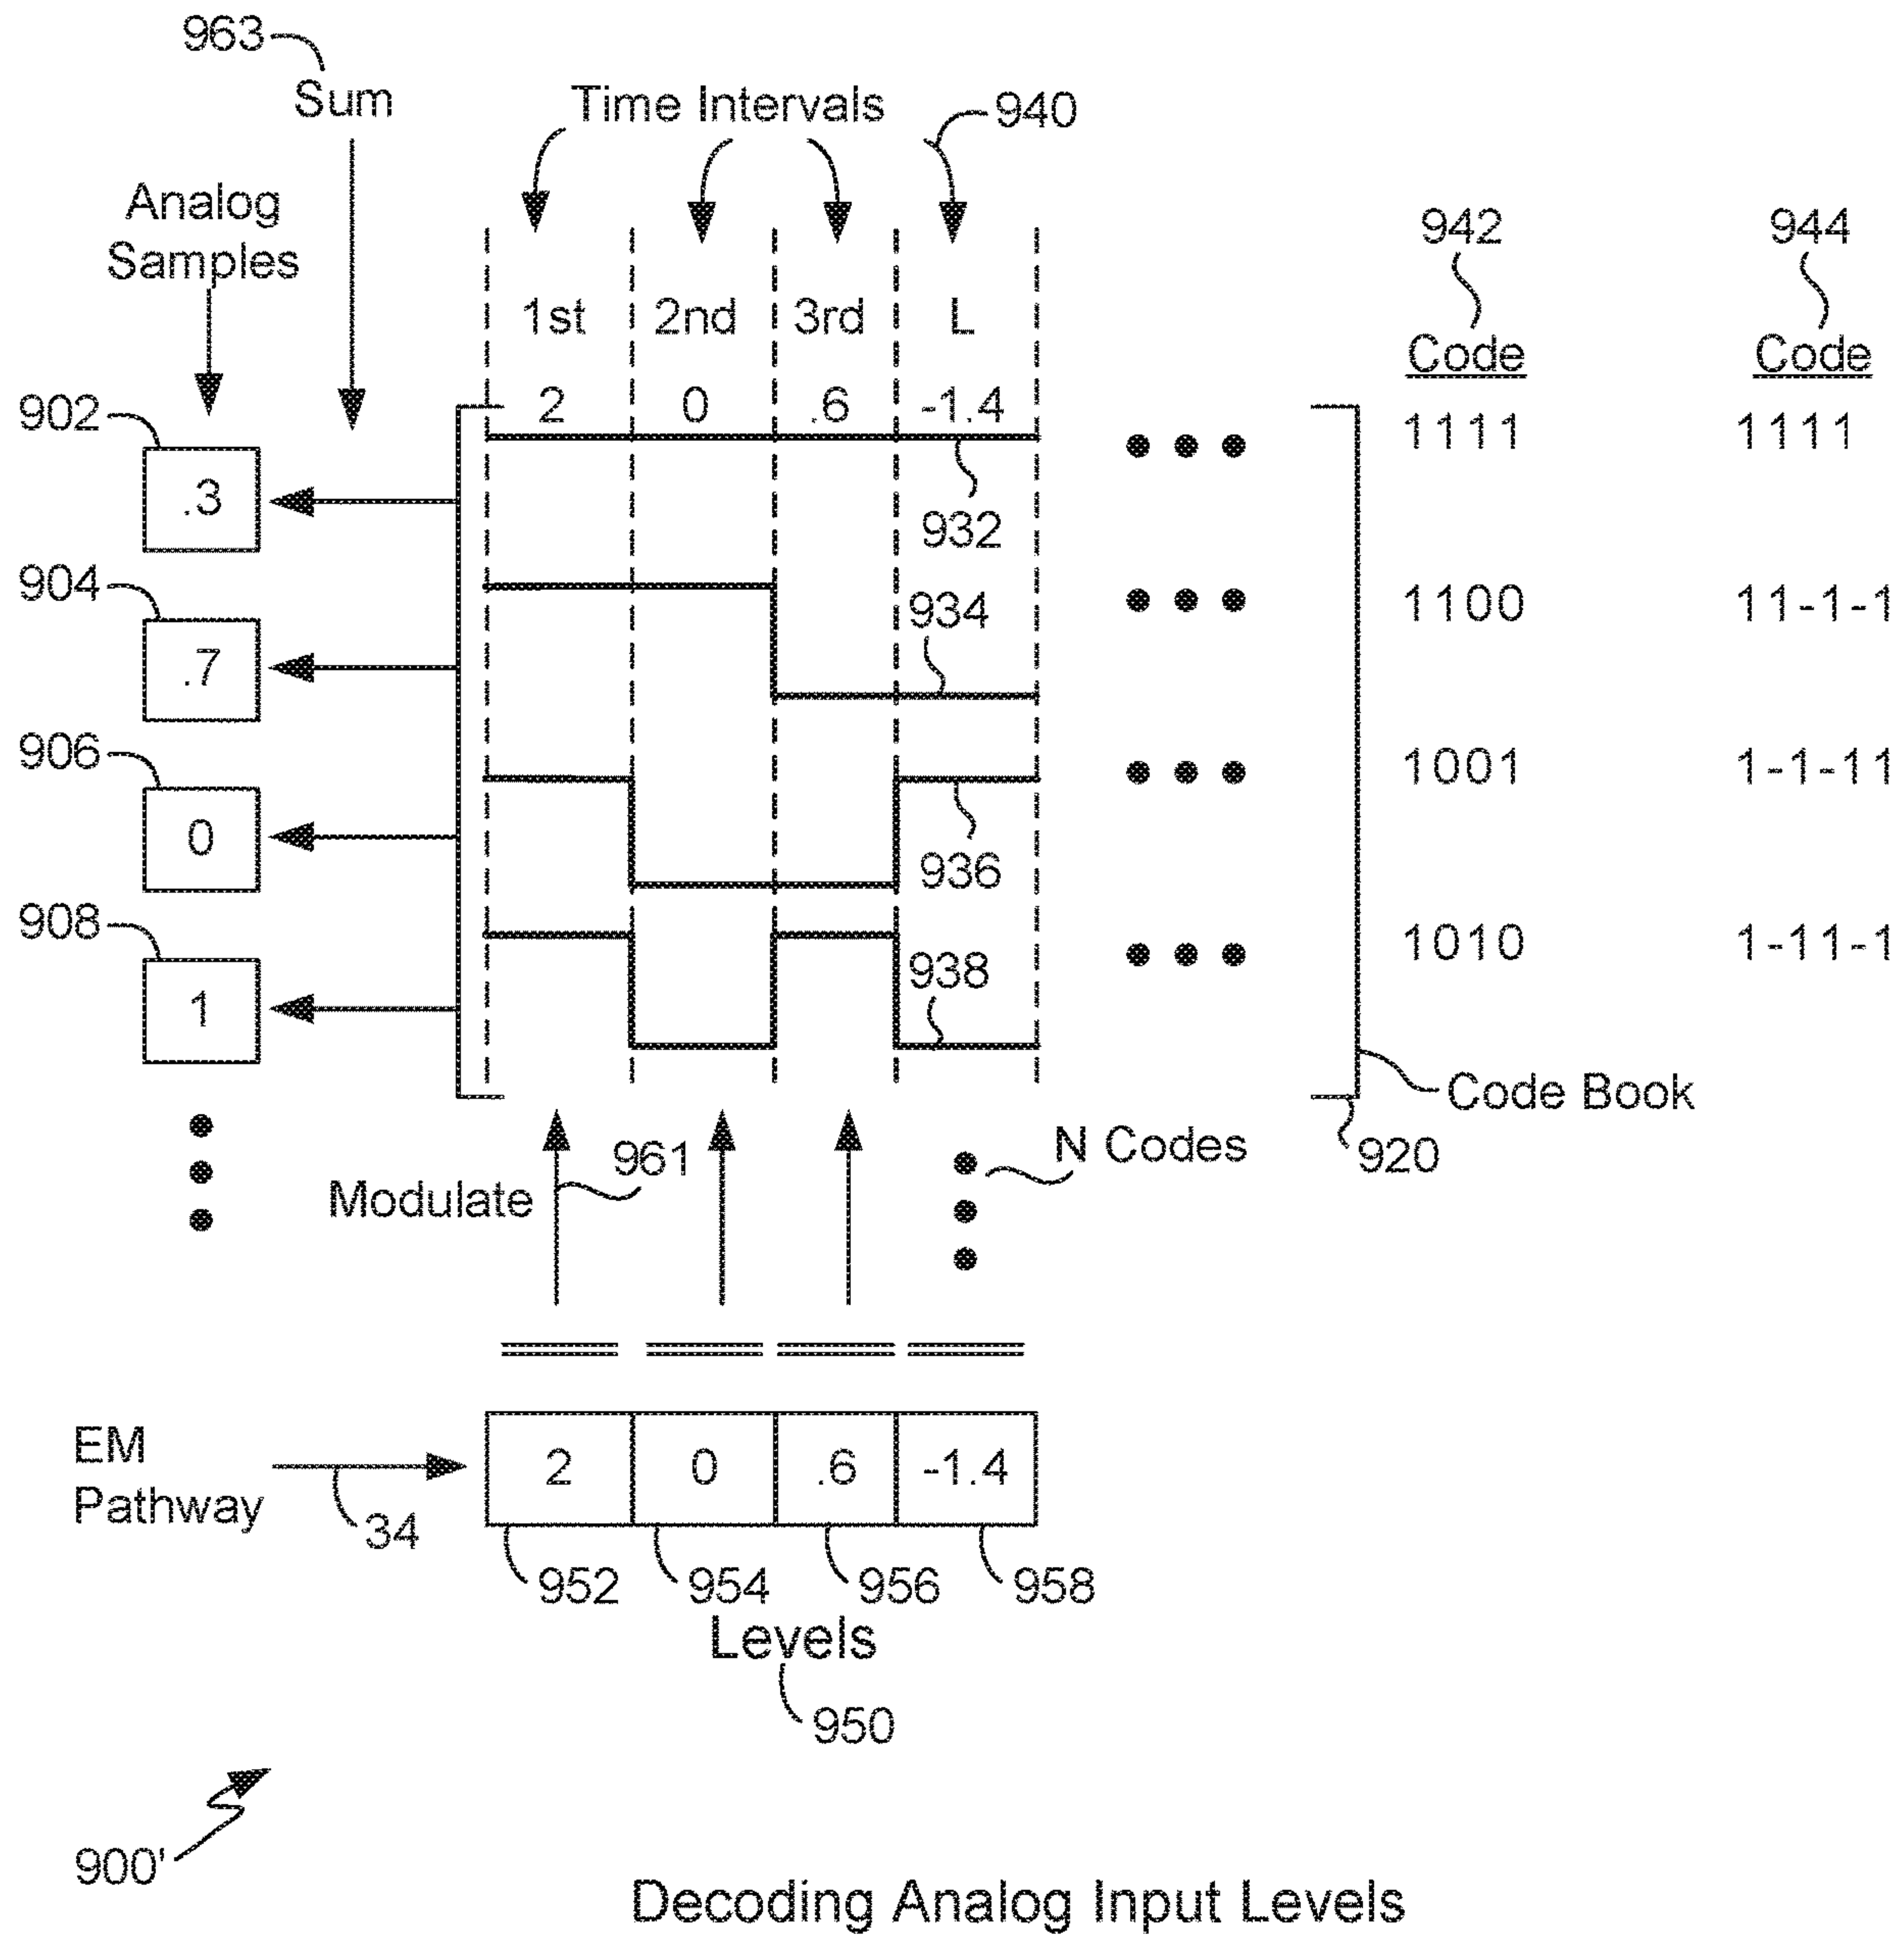 963
Sum
Time Intervals
940
Analog
Samples
942
944
1st 2nd 3rd L
Code
Code
2 0 .6 -1.4
902
1111
1111
.3
932
904
934
1100
11-1-1
.7
906
1001
1-1-11
0
936
908
1010
1-11-1
938
1
Code Book
N Codes
961
920
Modulate
EM
Pathway
34
2 0 .6 -1.4
952 954 956 958
Levels
950
900'
Decoding Analog Input Levels